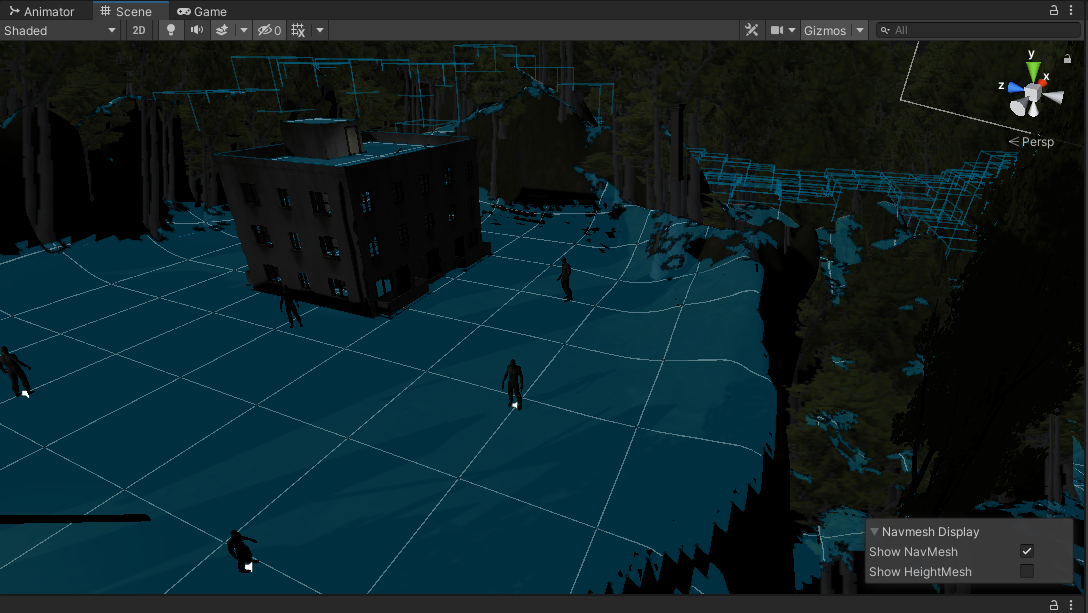 Animator Scene Game
Shaded 2D 0 Gizmos All
y
x
z
Persp
Navmesh Display
Show NavMesh
Show HeightMesh